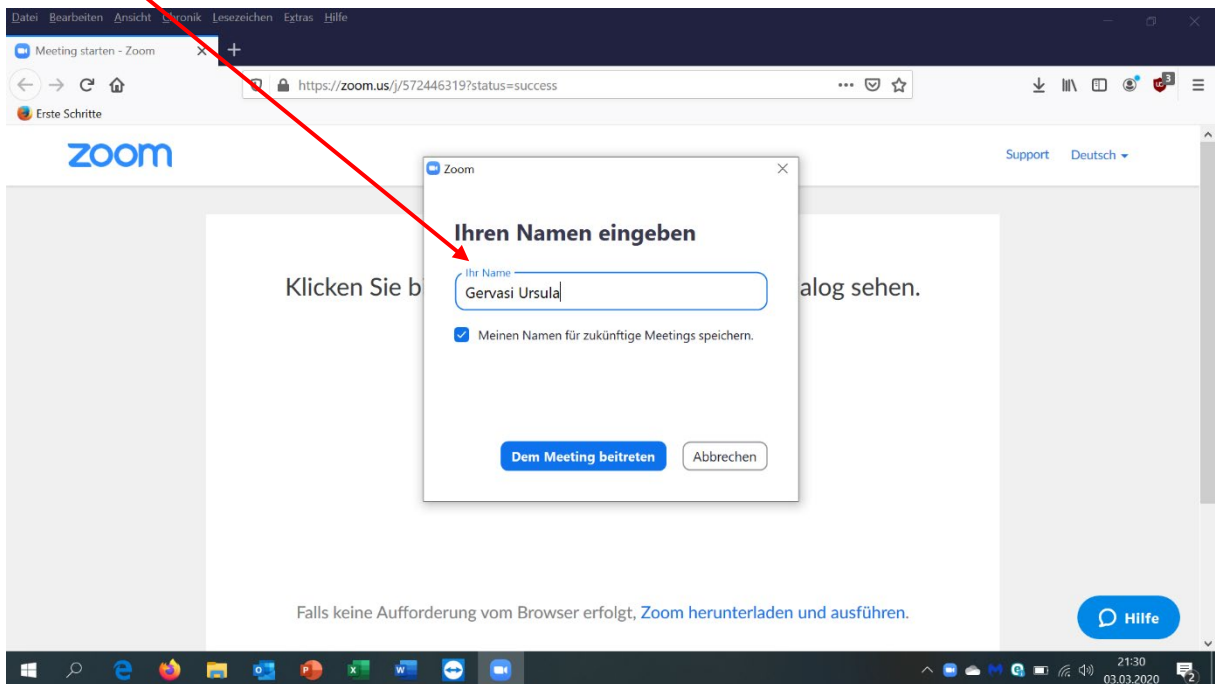 Datei Bearbeiten Ansicht Chronik Lesezeichen Extras Hilfe
Meeting starten - Zoom
https://zoom.us/j/572446319?status=success
3
Erste Schritte
zoom
Support Deutsch
Zoom
Ihren Namen eingeben
Ihr Name
Klicken Sie b alog sehen.
Gervasi Ursula
Meinen Namen für zukünftige Meetings speichern.
Dem Meeting beitreten Abbrechen
Falls keine Aufforderung vom Browser erfolgt, Zoom herunterladen und ausführen.
Hilfe
21:30
03.03.2020
2